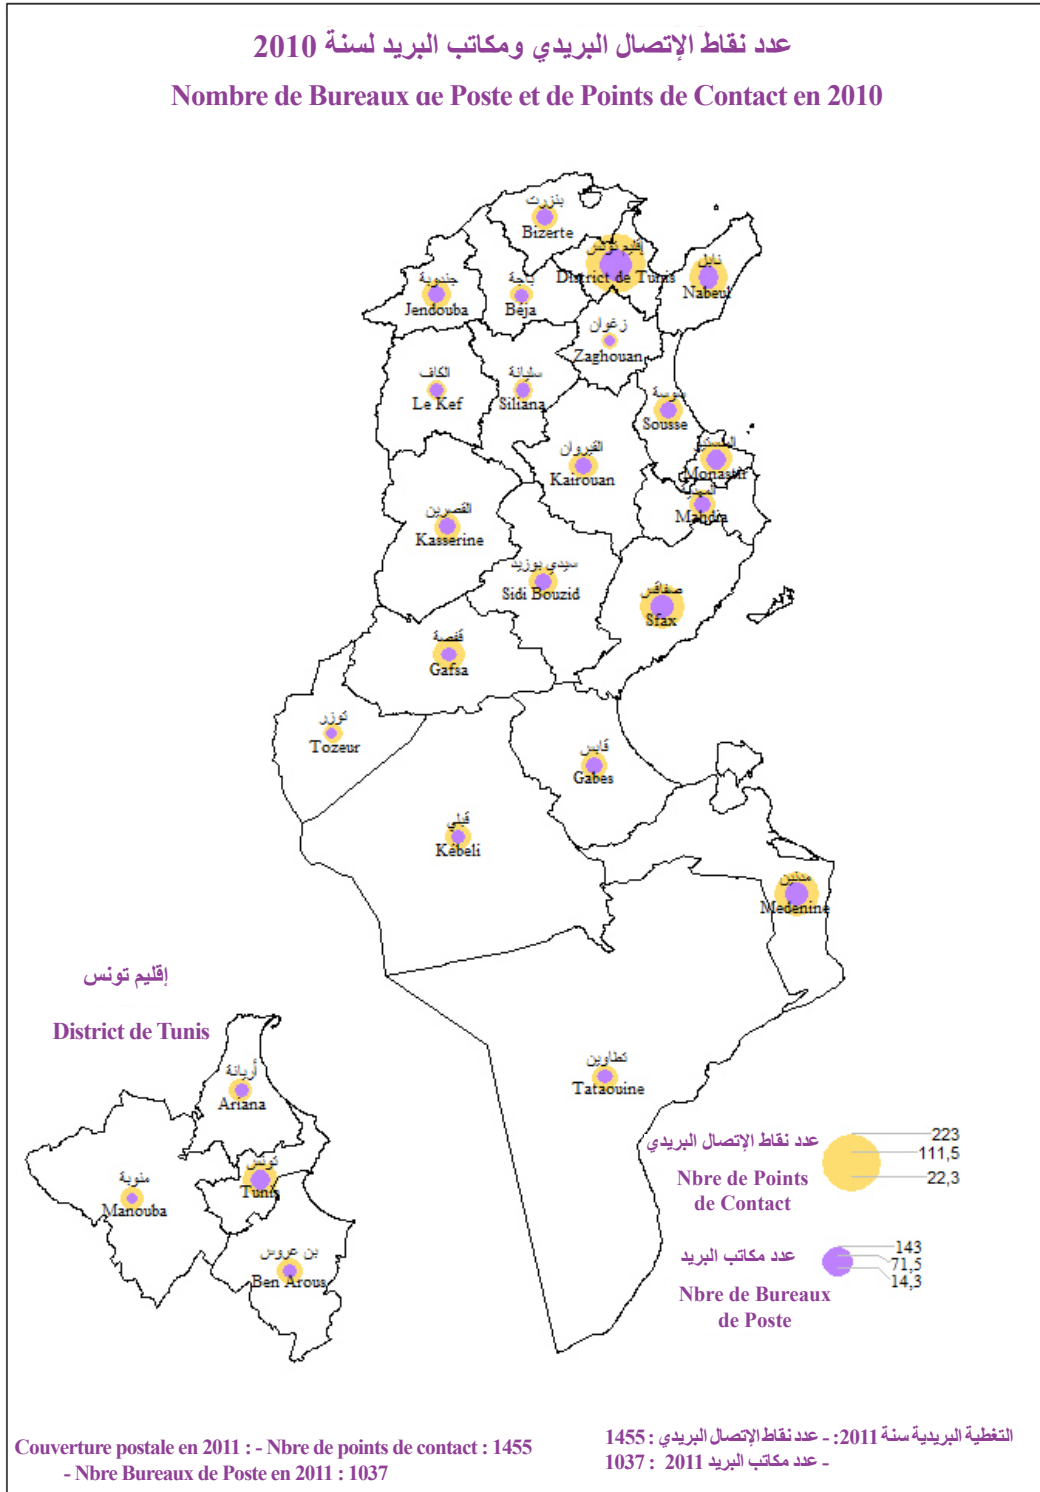 عدد نقاط الإتصال البريدي ومكاتب البريد لسنة 2010
Nombre de Bureaux de Poste et de Points de Contact en 2010
بنزرت
Bizerte
إقليم تونس
District de Tunis
نابل
Nabeul
جندوبة
Jendouba
باجة
Béja
زغوان
Zaghouan
الكاف
Le Kef
سليانة
Siliana
سوسة
Sousse
القيروان
Kairouan
المنستير
Monastir
المهدية
Mahdia
القصرين
Kasserine
سيدي بوزيد
Sidi Bouzid
صفاقس
Sfax
قفصة
Gafsa
توزر
Tozeur
قابس
Gabes
قبلي
Kébeli
مدنين
Medenine
تطاوين
Tataouine
إقليم تونس
District de Tunis
أريانة
Ariana
تونس
Tunis
منوبة
Manouba
بن عروس
Ben Arous
عدد نقاط الإتصال البريدي
Nbre de Points
de Contact
223
111,5
22,3
عدد مكاتب البريد
Nbre de Bureaux
de Poste
143
71,5
14,3
Couverture postale en 2011 : - Nbre de points de contact : 1455
- Nbre Bureaux de Poste en 2011 : 1037
التغطية البريدية سنة 2011: - عدد نقاط الإتصال البريدي : 1455
- عدد مكاتب البريد 2011 : 1037